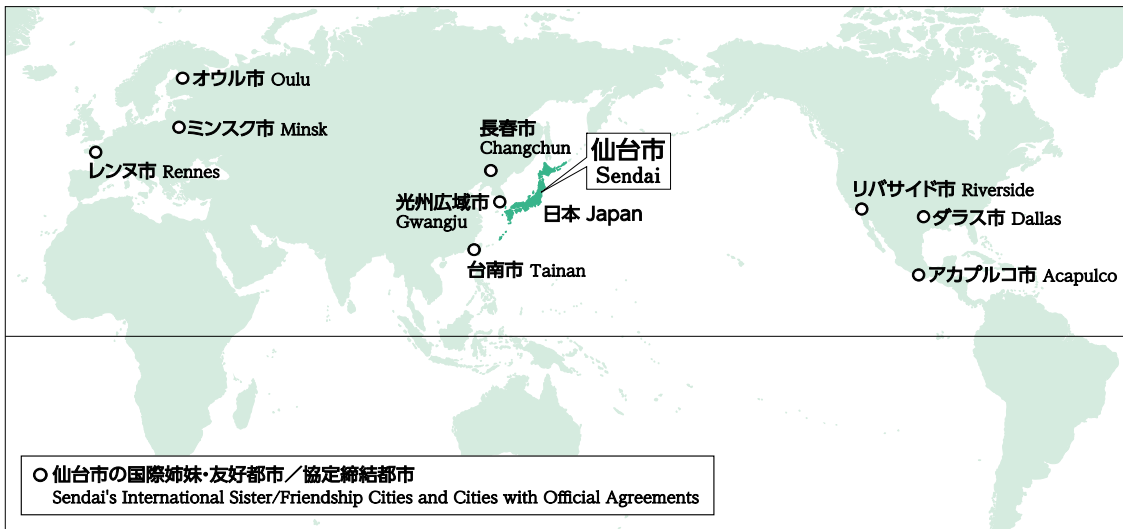 オウル市 Oulu
ミンスク市 Minsk
レンヌ市 Rennes
長春市
Changchun
仙台市
Sendai
光州広域市
Gwangju
日本 Japan
台南市 Tainan
リバサイド市 Riverside
ダラス市 Dallas
アカプルコ市 Acapulco
仙台市の国際姉妹・友好都市／協定締結都市
Sendai's International Sister/Friendship Cities and Cities with Official Agreements